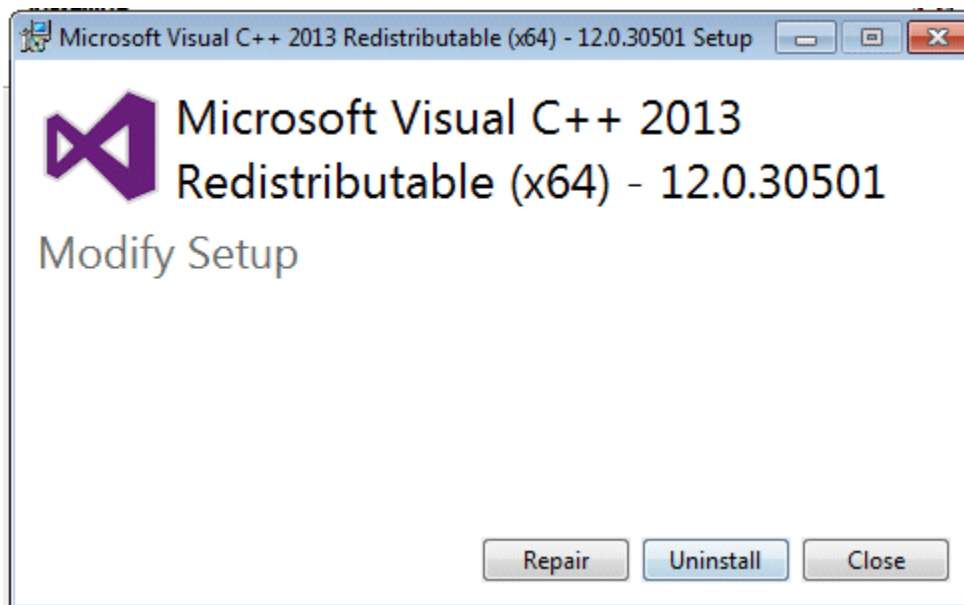 Microsoft Visual C++ 2013 Redistributable (x64) - 12.0.30501 Setup
Microsoft Visual C++ 2013
Redistributable (x64) - 12.0.30501
Modify Setup
Repair Uninstall Close